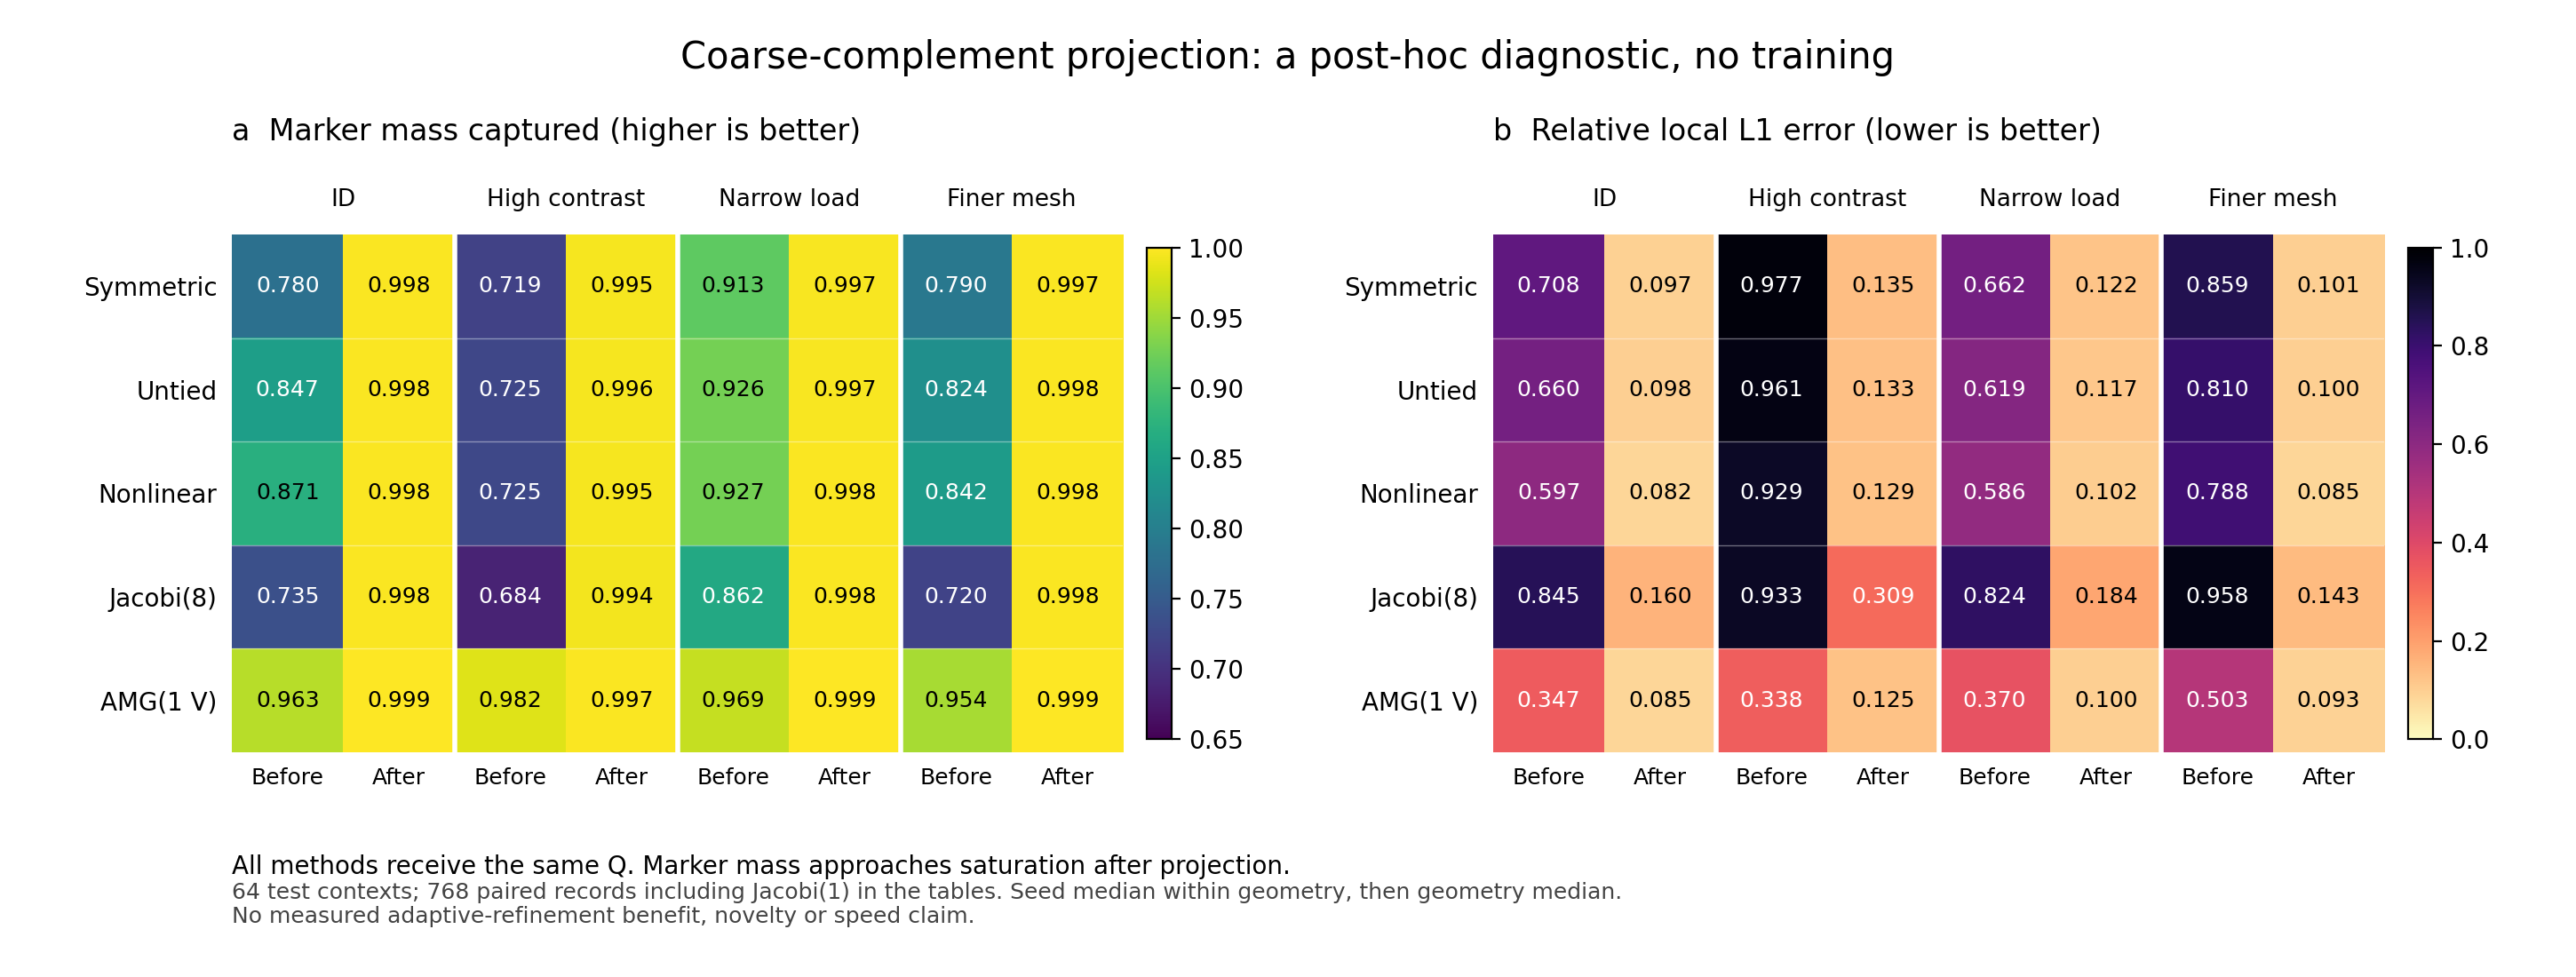 Coarse-complement projection: a post-hoc diagnostic, no training
a Marker mass captured (higher is better)
ID High contrast Narrow load Finer mesh
Symmetric 0.780 0.998 0.719 0.995 0.913 0.997 0.790 0.997
Untied 0.847 0.998 0.725 0.996 0.926 0.997 0.824 0.998
Nonlinear 0.871 0.998 0.725 0.995 0.927 0.998 0.842 0.998
Jacobi(8) 0.735 0.998 0.684 0.994 0.862 0.998 0.720 0.998
AMG(1 V) 0.963 0.999 0.982 0.997 0.969 0.999 0.954 0.999
Before After Before After Before After Before After
1.00
0.95
0.90
0.85
0.80
0.75
0.70
0.65
b Relative local L1 error (lower is better)
ID High contrast Narrow load Finer mesh
Symmetric 0.708 0.097 0.977 0.135 0.662 0.122 0.859 0.101
Untied 0.660 0.098 0.961 0.133 0.619 0.117 0.810 0.100
Nonlinear 0.597 0.082 0.929 0.129 0.586 0.102 0.788 0.085
Jacobi(8) 0.845 0.160 0.933 0.309 0.824 0.184 0.958 0.143
AMG(1 V) 0.347 0.085 0.338 0.125 0.370 0.100 0.503 0.093
Before After Before After Before After Before After
1.0
0.8
0.6
0.4
0.2
0.0
All methods receive the same Q. Marker mass approaches saturation after projection.
64 test contexts; 768 paired records including Jacobi(1) in the tables. Seed median within geometry, then geometry median.
No measured adaptive-refinement benefit, novelty or speed claim.